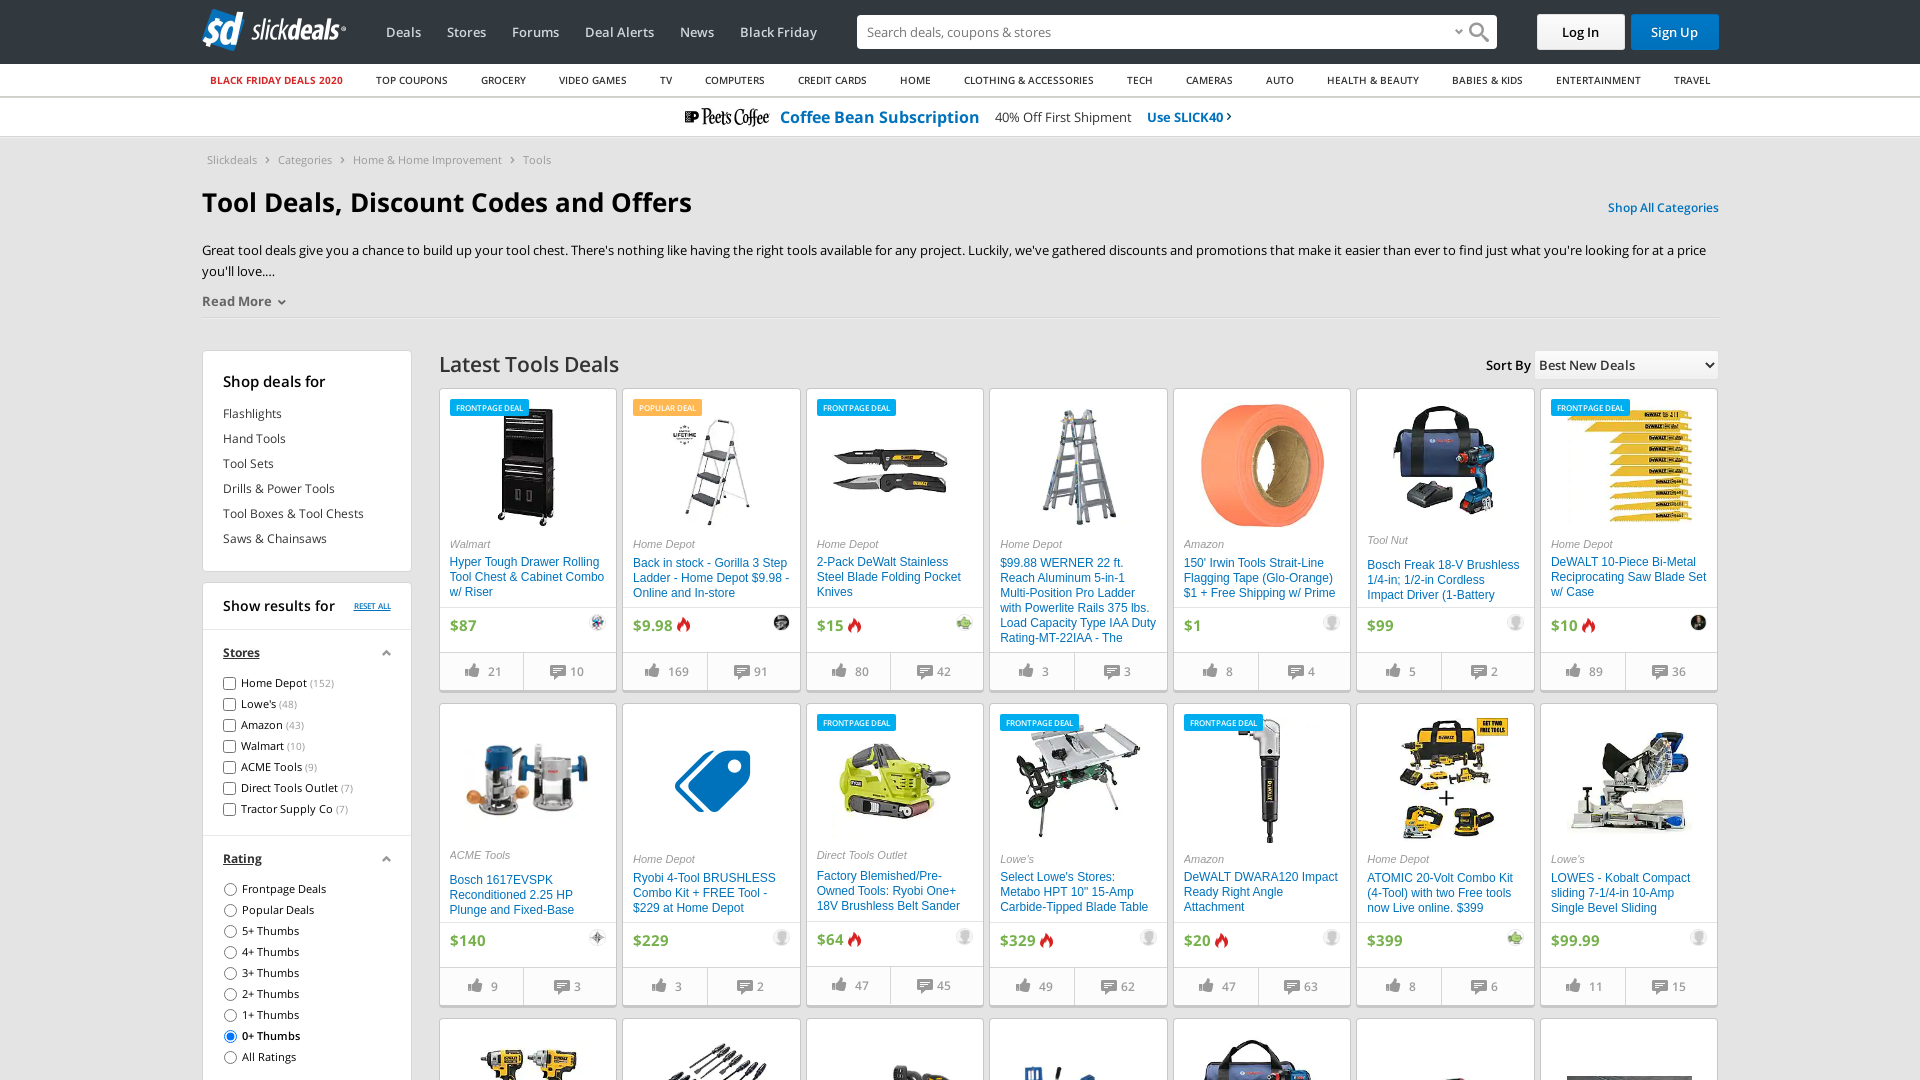 sd slickdeals
Deals Stores Forums Deal Alerts News Black Friday Search deals, coupons & stores Log In Sign Up
BLACK FRIDAY DEALS 2020 TOP COUPONS GROCERY VIDEO GAMES TV COMPUTERS CREDIT CARDS HOME CLOTHING & ACCESSORIES TECH CAMERAS AUTO HEALTH & BEAUTY BABIES & KIDS ENTERTAINMENT TRAVEL
Peet's Coffee Coffee Bean Subscription 40% Off First Shipment Use SLICK40
Slickdeals > Categories > Home & Home Improvement > Tools
Tool Deals, Discount Codes and Offers
Shop All Categories
Great tool deals give you a chance to build up your tool chest. There's nothing like having the right tools available for any project. Luckily, we've gathered discounts and promotions that make it easier than ever to find just what you're looking for at a price
you'll love....
Read More
Shop deals for
Flashlights
Hand Tools
Tool Sets
Drills & Power Tools
Tool Boxes & Tool Chests
Saws & Chainsaws
Show results for RESET ALL
Stores
Home Depot (152)
Lowe's (48)
Amazon (43)
Walmart (10)
ACME Tools (9)
Direct Tools Outlet (7)
Tractor Supply Co (7)
Rating
Frontpage Deals
Popular Deals
5+ Thumbs
4+ Thumbs
3+ Thumbs
2+ Thumbs
1+ Thumbs
0+ Thumbs
All Ratings
Latest Tools Deals
Sort By Best New Deals
FRONTPAGE DEAL
Walmart
Hyper Tough Drawer Rolling
Tool Chest & Cabinet Combo
w/ Riser
$87
21 10
POPULAR DEAL
LIFETIME
Home Depot
Back in stock - Gorilla 3 Step
Ladder - Home Depot $9.98 -
Online and In-store
$9.98
169 91
FRONTPAGE DEAL
Home Depot
2-Pack DeWalt Stainless
Steel Blade Folding Pocket
Knives
$15
80 42
Home Depot
$99.88 WERNER 22 ft.
Reach Aluminum 5-in-1
Multi-Position Pro Ladder
with Powerlite Rails 375 lbs.
Load Capacity Type IAA Duty
Rating-MT-22IAA - The
3 3
Amazon
150' Irwin Tools Strait-Line
Flagging Tape (Glo-Orange)
$1 + Free Shipping w/ Prime
$1
8 4
Tool Nut
Bosch Freak 18-V Brushless
1/4-in; 1/2-in Cordless
Impact Driver (1-Battery
$99
5 2
FRONTPAGE DEAL
Home Depot
DeWALT 10-Piece Bi-Metal
Reciprocating Saw Blade Set
w/ Case
$10
89 36
ACME Tools
Bosch 1617EVSPK
Reconditioned 2.25 HP
Plunge and Fixed-Base
$140
9 3
Home Depot
Ryobi 4-Tool BRUSHLESS
Combo Kit + FREE Tool -
$229 at Home Depot
$229
3 2
FRONTPAGE DEAL
Direct Tools Outlet
Factory Blemished/Pre-
Owned Tools: Ryobi One+
18V Brushless Belt Sander
$64
47 45
FRONTPAGE DEAL
Lowe's
Select Lowe's Stores:
Metabo HPT 10" 15-Amp
Carbide-Tipped Blade Table
$329
49 62
FRONTPAGE DEAL
Amazon
DeWALT DWARA120 Impact
Ready Right Angle
Attachment
$20
47 63
GET TWO
FREE TOOLS
Home Depot
ATOMIC 20-Volt Combo Kit
(4-Tool) with two Free tools
now Live online. $399
$399
8 6
Lowe's
LOWES - Kobalt Compact
sliding 7-1/4-in 10-Amp
Single Bevel Sliding
$99.99
11 15